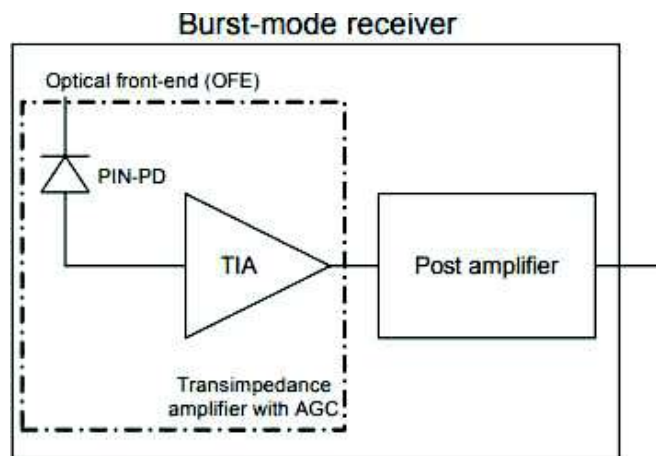 Burst-mode receiver
Optical front-end (OFE)
PIN-PD
TIA
Post amplifier
Transimpedance
amplifier with AGC